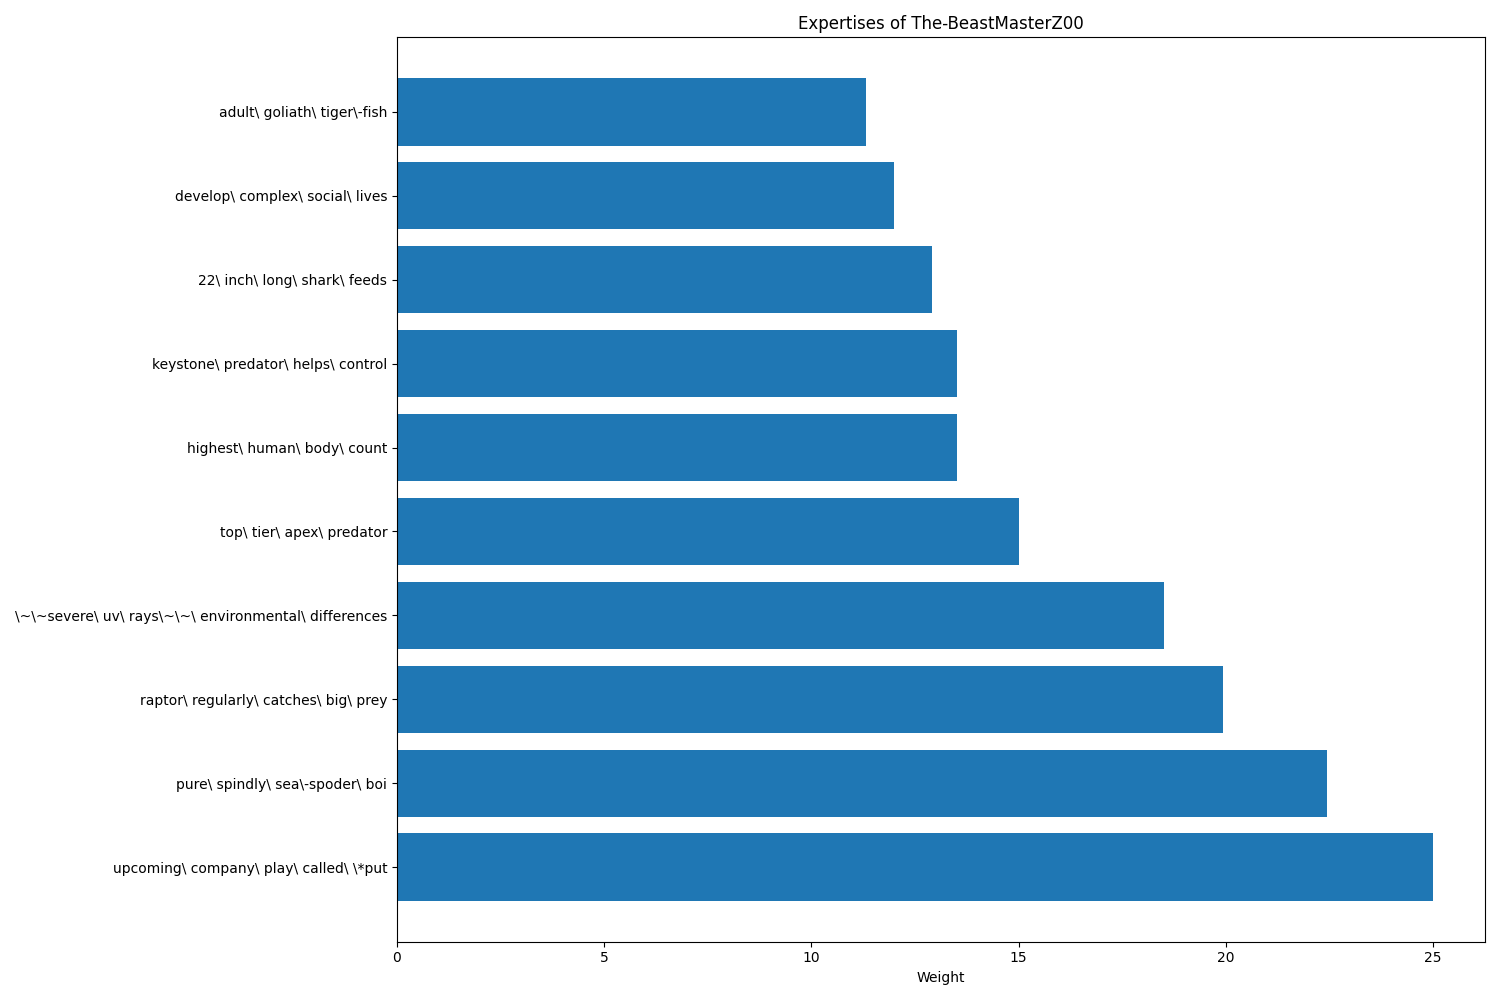 Expertises of The-BeastMasterZ00
adult\ goliath\ tiger\-fish
develop\ complex\ social\ lives
22\ inch\ long\ shark\ feeds
keystone\ predator\ helps\ control
highest\ human\ body\ count
top\ tier\ apex\ predator
\~\~severe\ uv\ rays\~\~\ environmental\ differences
raptor\ regularly\ catches\ big\ prey
pure\ spindly\ sea\-spoder\ boi
upcoming\ company\ play\ called\ \*put
0 5 10 15 20 25
Weight